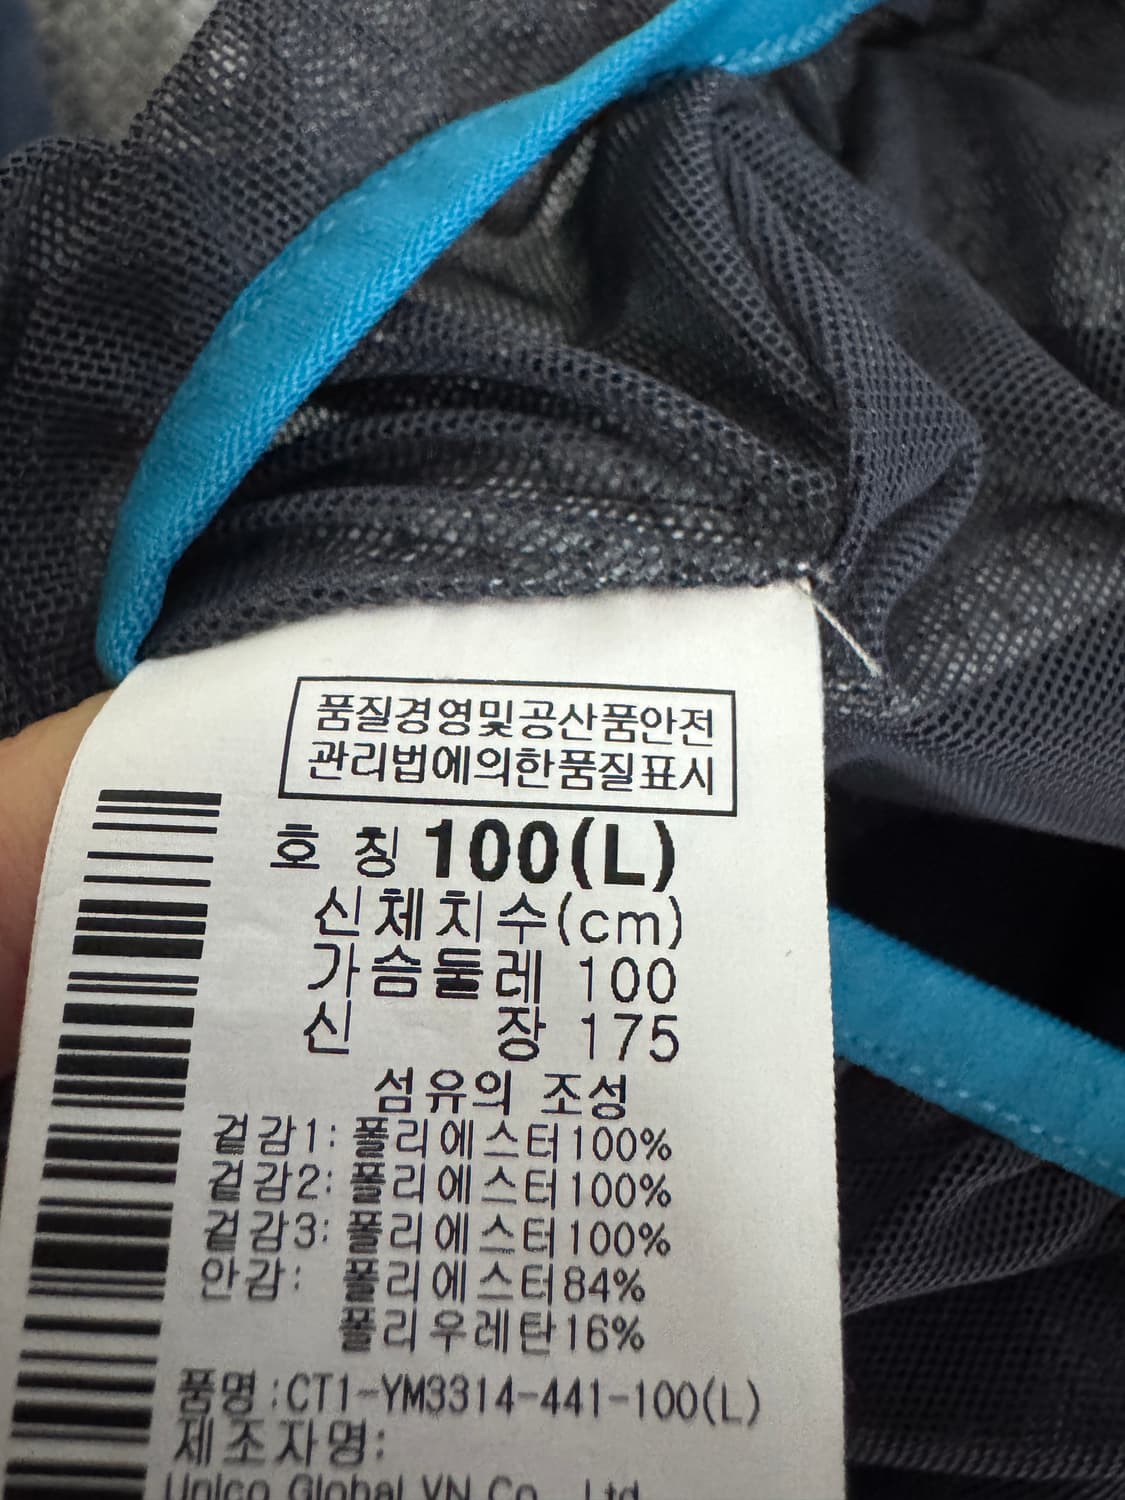 품질경영및공산품안전
관리법에의한품질표시
호 칭 100(L)
신체치수(cm)
가슴둘레 100
신 장 175
섬유의 조성
겉감1: 폴리에스터100%
겉감2: 폴리에스터100%
겉감3: 폴리에스터100%
안감: 폴리에스터84%
폴리우레탄16%
품명:CT1-YM3314-441-100(L)
제조자명:
Unico Global VN Co., Ltd